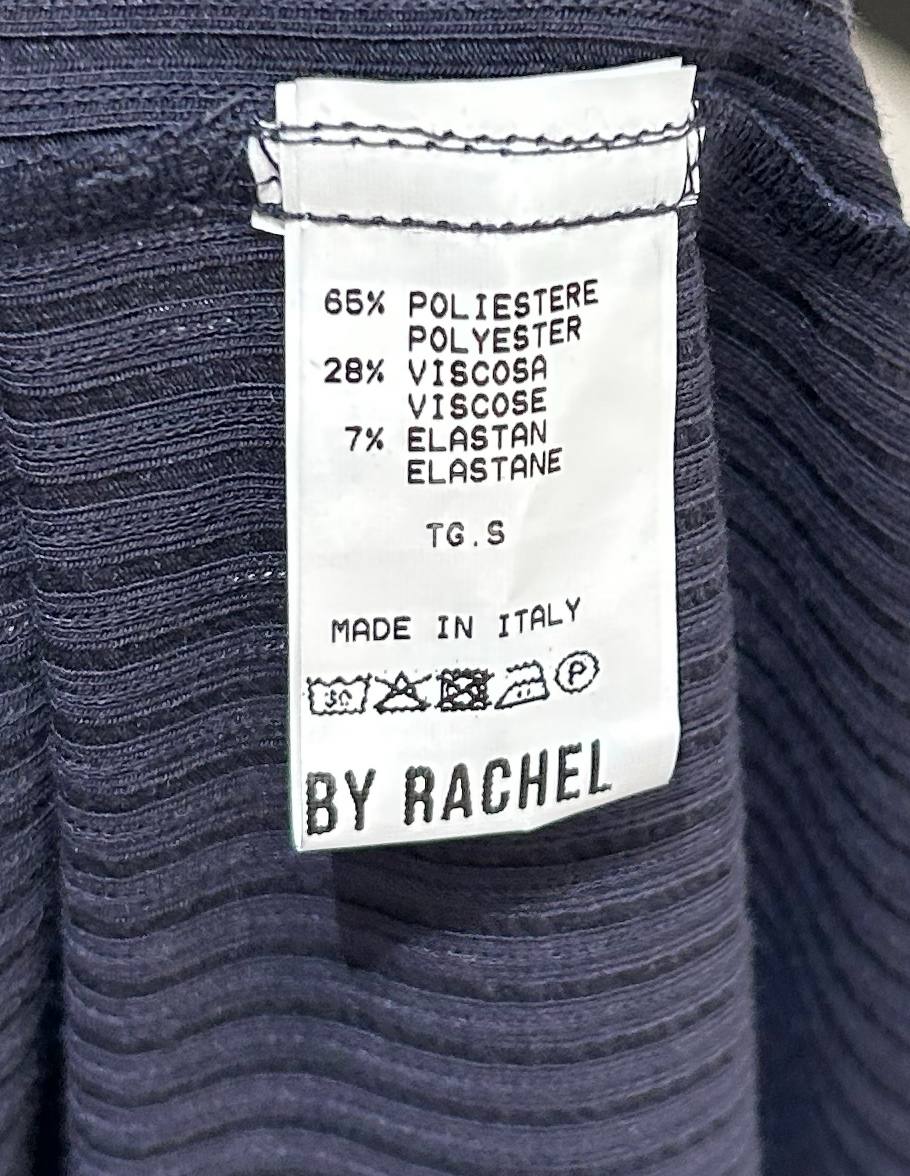 65% POLIESTERE
POLYESTER
28% VISCOSA
VISCOSE
7% ELASTAN
ELASTANE
TG.S
MADE IN ITALY
30 P
BY RACHEL